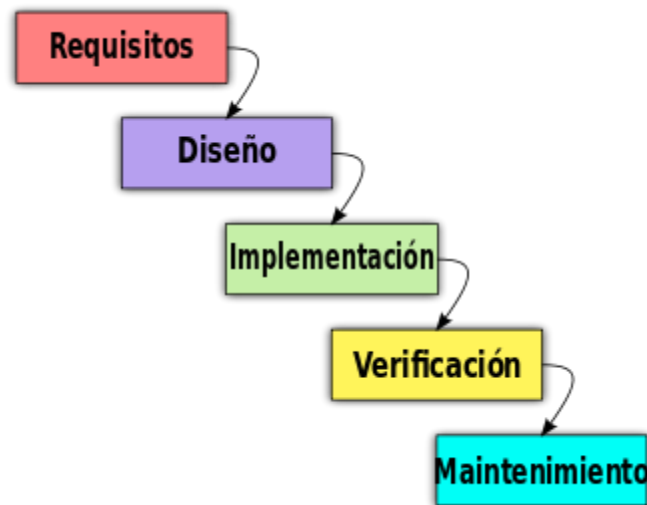 Requisitos
Diseño
Implementación
Verificación
Maintenimiento